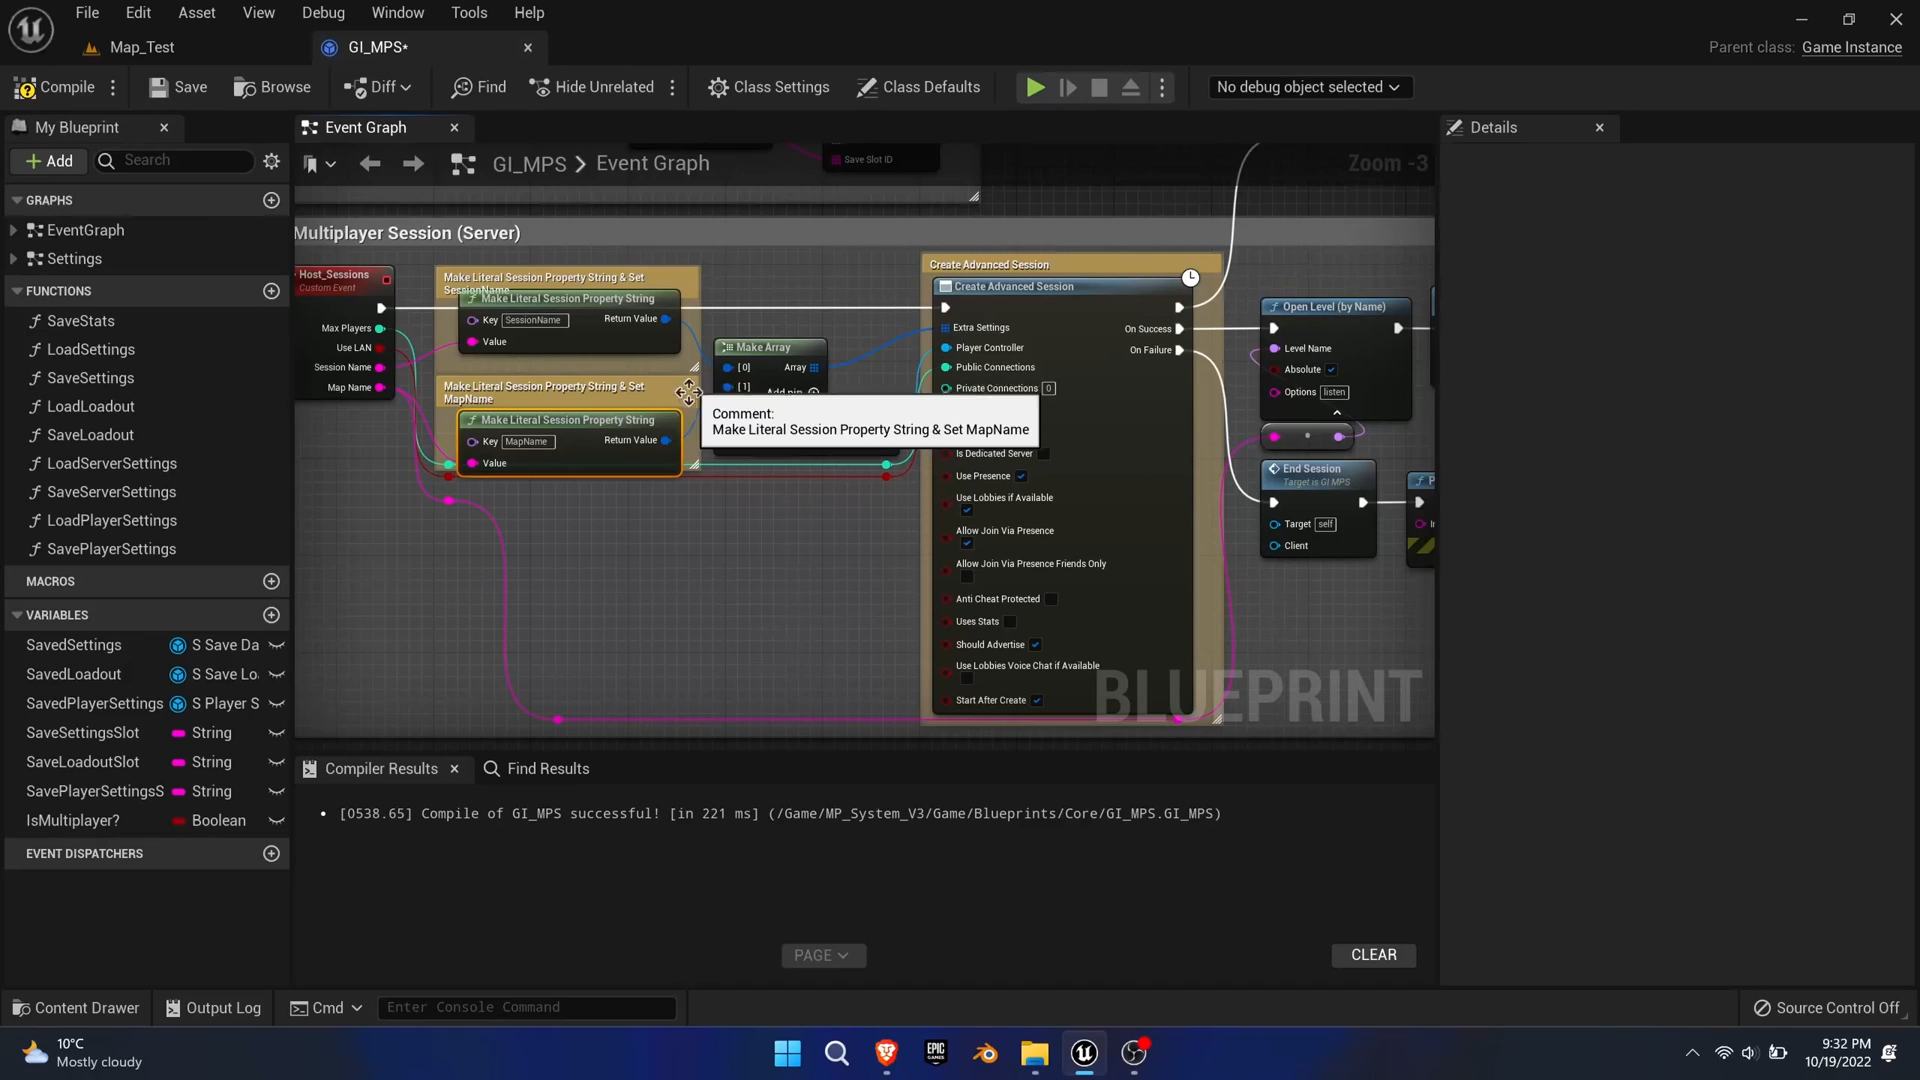 File Edit Asset View Debug Window Tools Help
Map_Test
GI_MPS*
Parent class: Game Instance
Compile
Save
Browse
Diff
Find
Hide Unrelated
Class Settings
Class Defaults
No debug object selected
My Blueprint
Event Graph
Details
Add
Search
GI_MPS > Event Graph
Zoom -3
Save Slot ID
GRAPHS
EventGraph
Settings
FUNCTIONS
SaveStats
LoadSettings
SaveSettings
LoadLoadout
SaveLoadout
LoadServerSettings
SaveServerSettings
LoadPlayerSettings
SavePlayerSettings
MACROS
VARIABLES
SavedSettings S Save Da
SavedLoadout S Save Lo
SavedPlayerSettings S Player S
SaveSettingsSlot String
SaveLoadoutSlot String
SavePlayerSettingsS String
IsMultiplayer? Boolean
EVENT DISPATCHERS
Multiplayer Session (Server)
Host_Sessions
Custom Event
Max Players
Use LAN
Session Name
Map Name
Make Literal Session Property String & Set
SessionName
Make Literal Session Property String
Key SessionName Return Value
Value
Make Literal Session Property String & Set
MapName
Make Literal Session Property String
Key MapName Return Value
Value
Make Array
[0] Array
[1] Add pin
Comment:
Make Literal Session Property String & Set MapName
Create Advanced Session
Create Advanced Session
Extra Settings
On Success
Player Controller
On Failure
Public Connections
Private Connections 0
Is Dedicated Server
Use Presence
Use Lobbies if Available
Allow Join Via Presence
Allow Join Via Presence Friends Only
Anti Cheat Protected
Uses Stats
Should Advertise
Use Lobbies Voice Chat if Available
Start After Create
Open Level (by Name)
Level Name
Absolute
Options listen
End Session
Target is GI MPS
Target self
Client
BLUEPRINT
Compiler Results
Find Results
[0538.65] Compile of GI_MPS successful! [in 221 ms] (/Game/MP_System_V3/Game/Blueprints/Core/GI_MPS.GI_MPS)
PAGE
CLEAR
Content Drawer
Output Log
Cmd
Enter Console Command
Source Control Off
10°C
Mostly cloudy
EPIC
GAMES
9:32 PM
10/19/2022